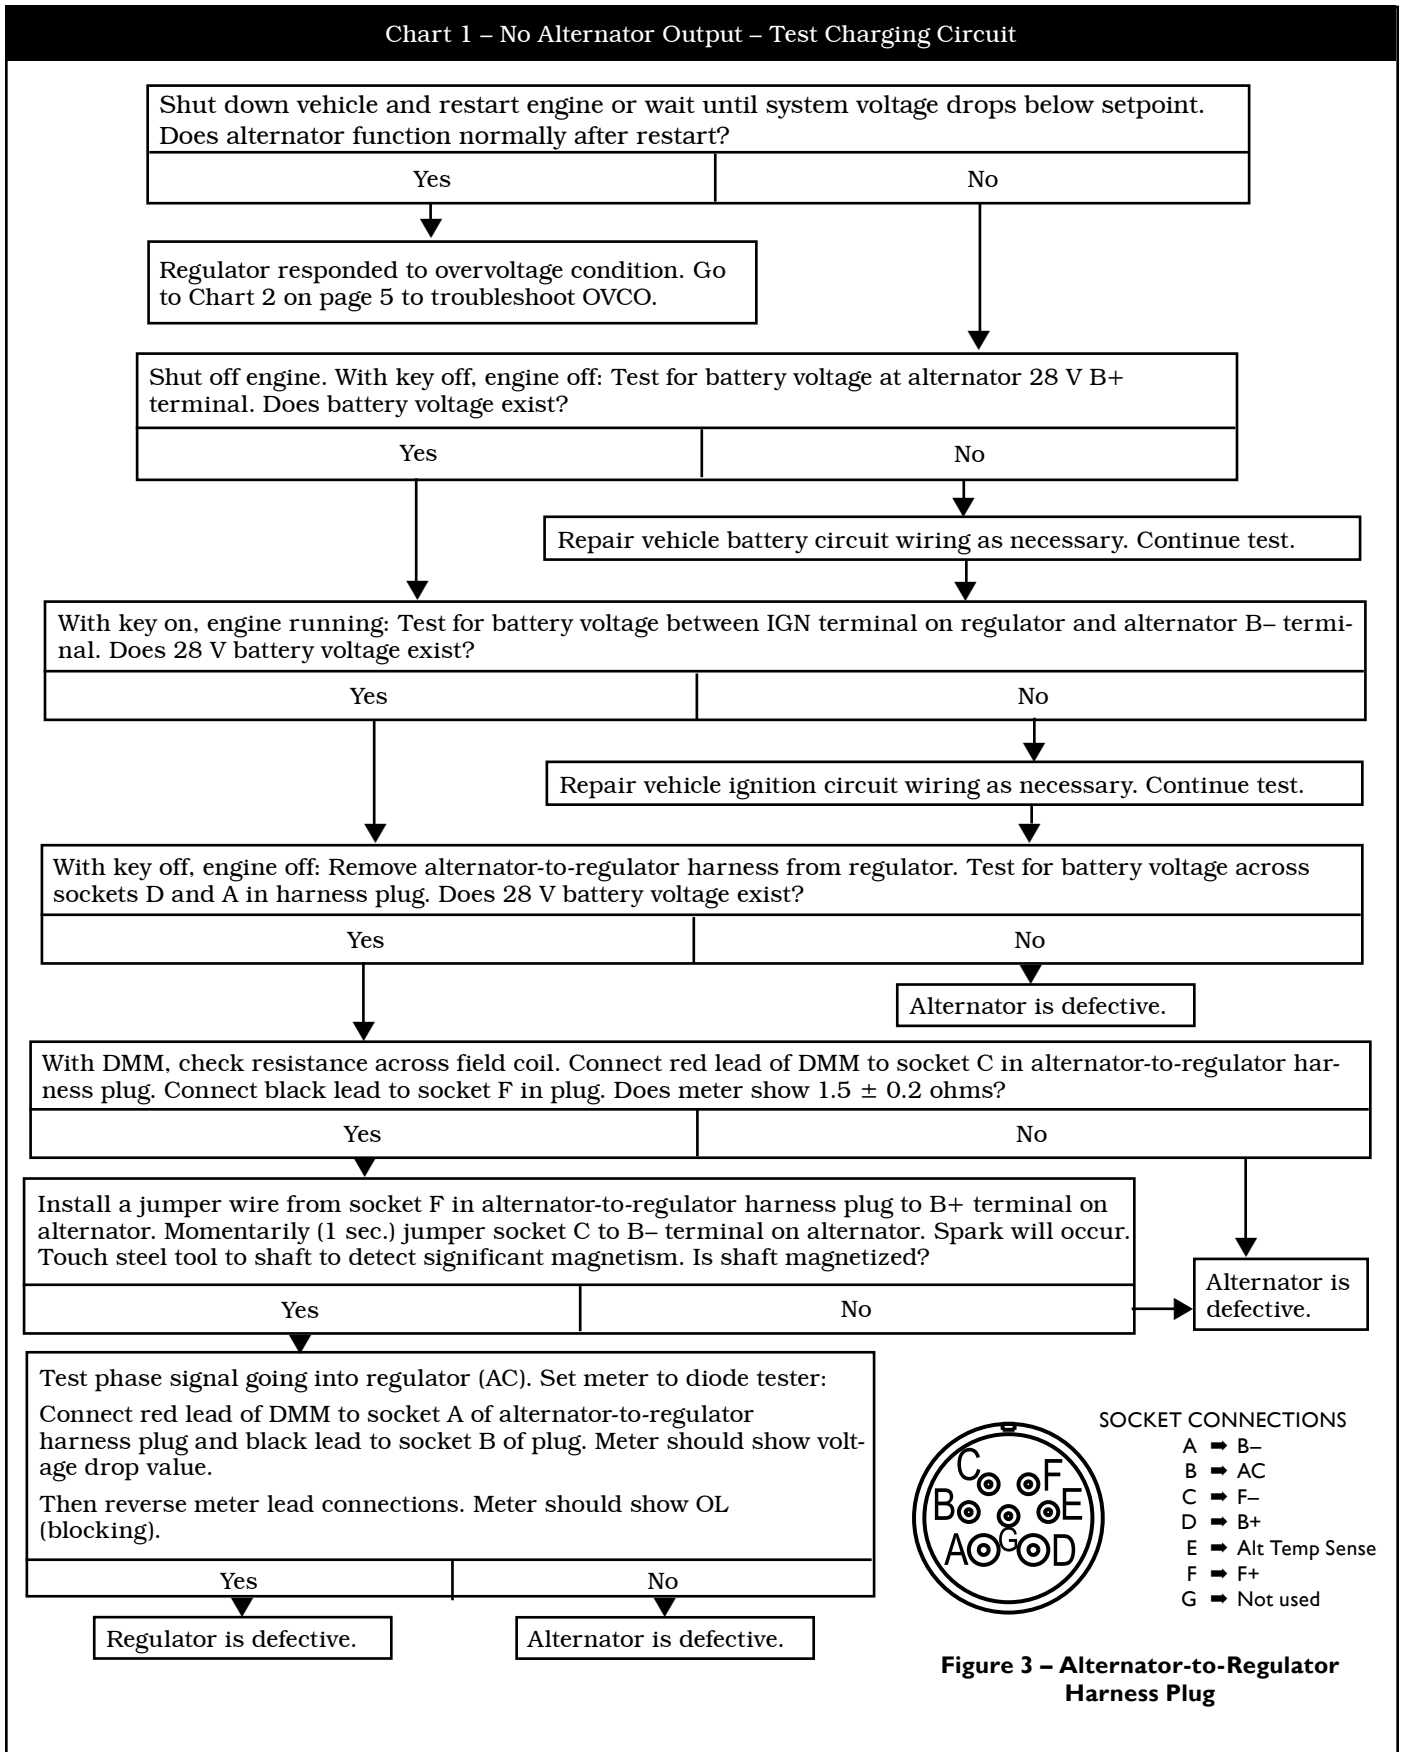 Chart 1 – No Alternator Output – Test Charging Circuit
Shut down vehicle and restart engine or wait until system voltage drops below setpoint.
Does alternator function normally after restart?
Yes
No
Regulator responded to overvoltage condition. Go
to Chart 2 on page 5 to troubleshoot OVCO.
Shut off engine. With key off, engine off: Test for battery voltage at alternator 28 V B+
terminal. Does battery voltage exist?
Yes
No
Repair vehicle battery circuit wiring as necessary. Continue test.
With key on, engine running: Test for battery voltage between IGN terminal on regulator and alternator B– termi-
nal. Does 28 V battery voltage exist?
Yes
No
Repair vehicle ignition circuit wiring as necessary. Continue test.
With key off, engine off: Remove alternator-to-regulator harness from regulator. Test for battery voltage across
sockets D and A in harness plug. Does 28 V battery voltage exist?
Yes
No
Alternator is defective.
With DMM, check resistance across field coil. Connect red lead of DMM to socket C in alternator-to-regulator har-
ness plug. Connect black lead to socket F in plug. Does meter show 1.5 ± 0.2 ohms?
Yes
No
Install a jumper wire from socket F in alternator-to-regulator harness plug to B+ terminal on
alternator. Momentarily (1 sec.) jumper socket C to B– terminal on alternator. Spark will occur.
Touch steel tool to shaft to detect significant magnetism. Is shaft magnetized?
Yes
No
Alternator is
defective.
Test phase signal going into regulator (AC). Set meter to diode tester:
Connect red lead of DMM to socket A of alternator-to-regulator
harness plug and black lead to socket B of plug. Meter should show volt-
age drop value.
Then reverse meter lead connections. Meter should show OL
(blocking).
Yes
No
Regulator is defective.
Alternator is defective.
C
F
B
E
A
G
D
SOCKET CONNECTIONS
A ➡ B–
B ➡ AC
C ➡ F–
D ➡ B+
E ➡ Alt Temp Sense
F ➡ F+
G ➡ Not used
Figure 3 – Alternator-to-Regulator
Harness Plug